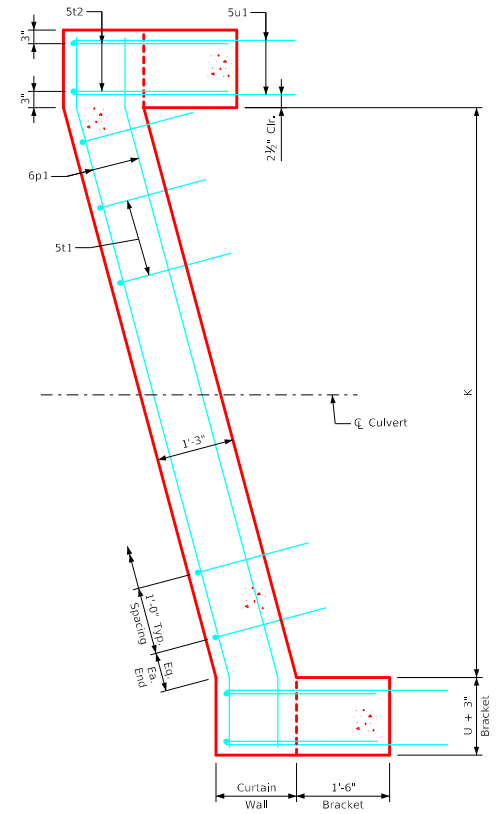 5t2
5u1
3"
3"
2½" Clr.
6p1
5t1
K
℄ Culvert
1'-3"
1'-0" Typ.
Spacing
Eq.
Ea.
End
U + 3"
Bracket
Curtain
Wall
1'-6"
Bracket